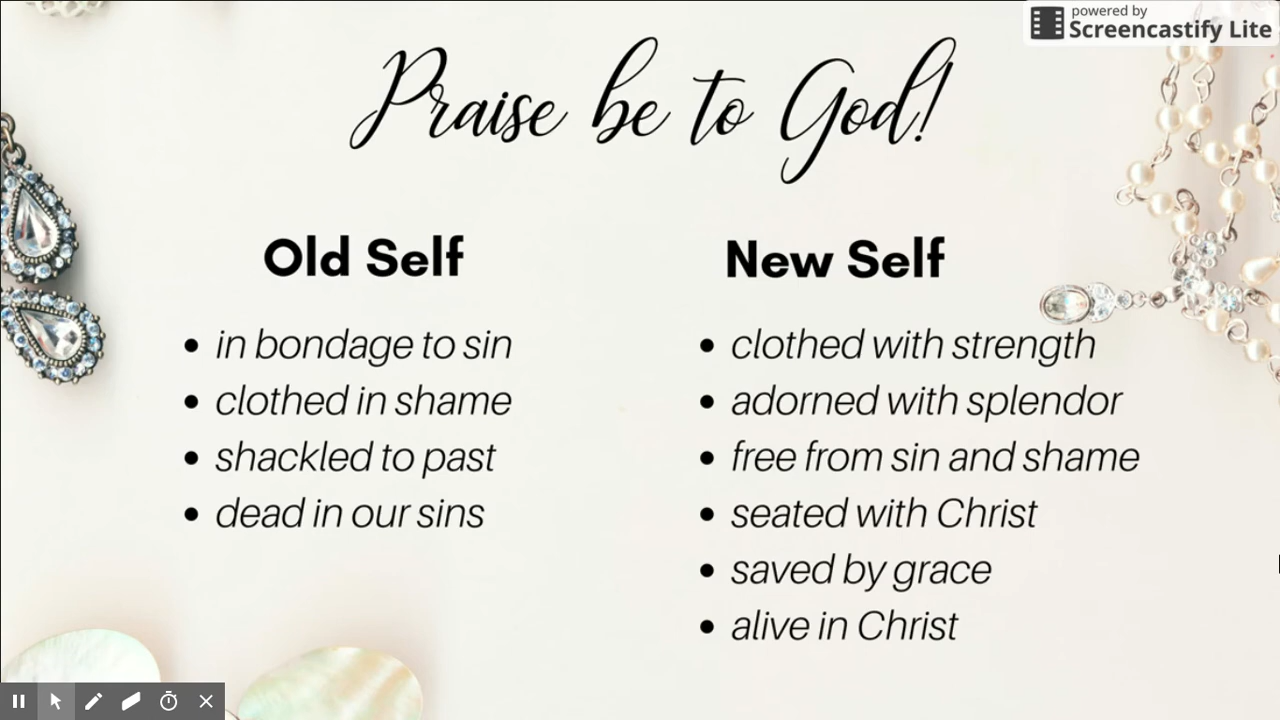 powered by
Screencastify Lite
Praise be to God!
Old Self
in bondage to sin
clothed in shame
shackled to past
dead in our sins
New Self
clothed with strength
adorned with splendor
free from sin and shame
seated with Christ
saved by grace
alive in Christ